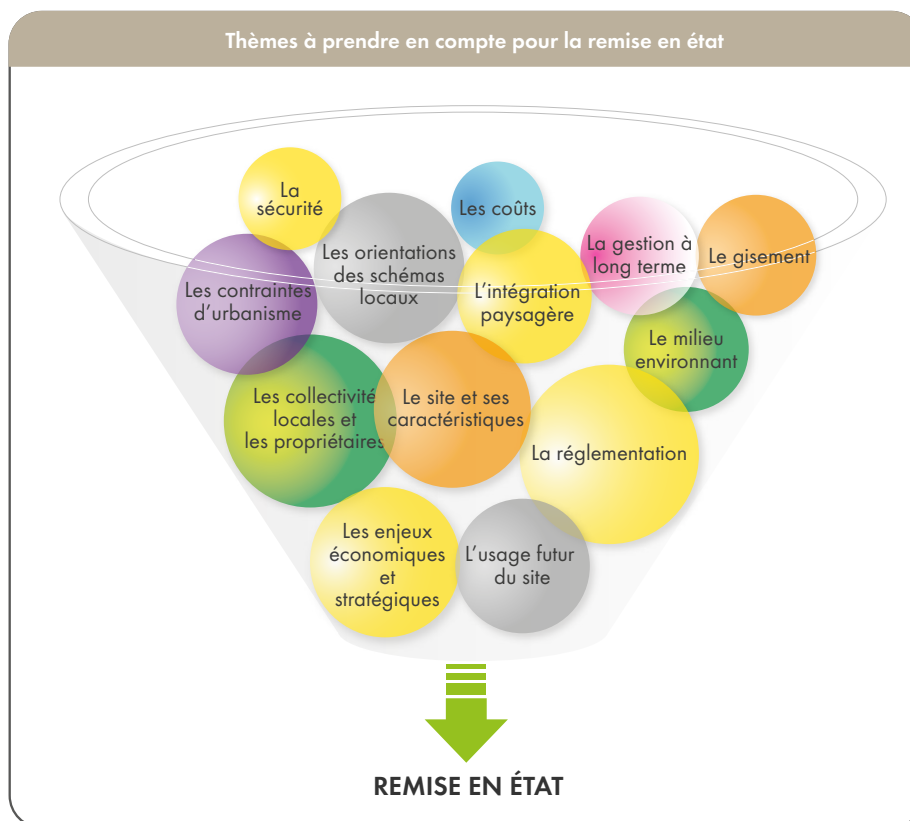 Thèmes à prendre en compte pour la remise en état
La
sécurité
Les coûts
Les orientations
des schémas
locaux
La gestion à
long terme
Le gisement
Les contraintes
d'urbanisme
L'intégration
paysagère
Le milieu
environnant
Les collectivité
locales et
les propriétaires
Le site et ses
caractéristiques
La réglementation
Les enjeux
économiques
et
stratégiques
L'usage futur
du site
REMISE EN ÉTAT